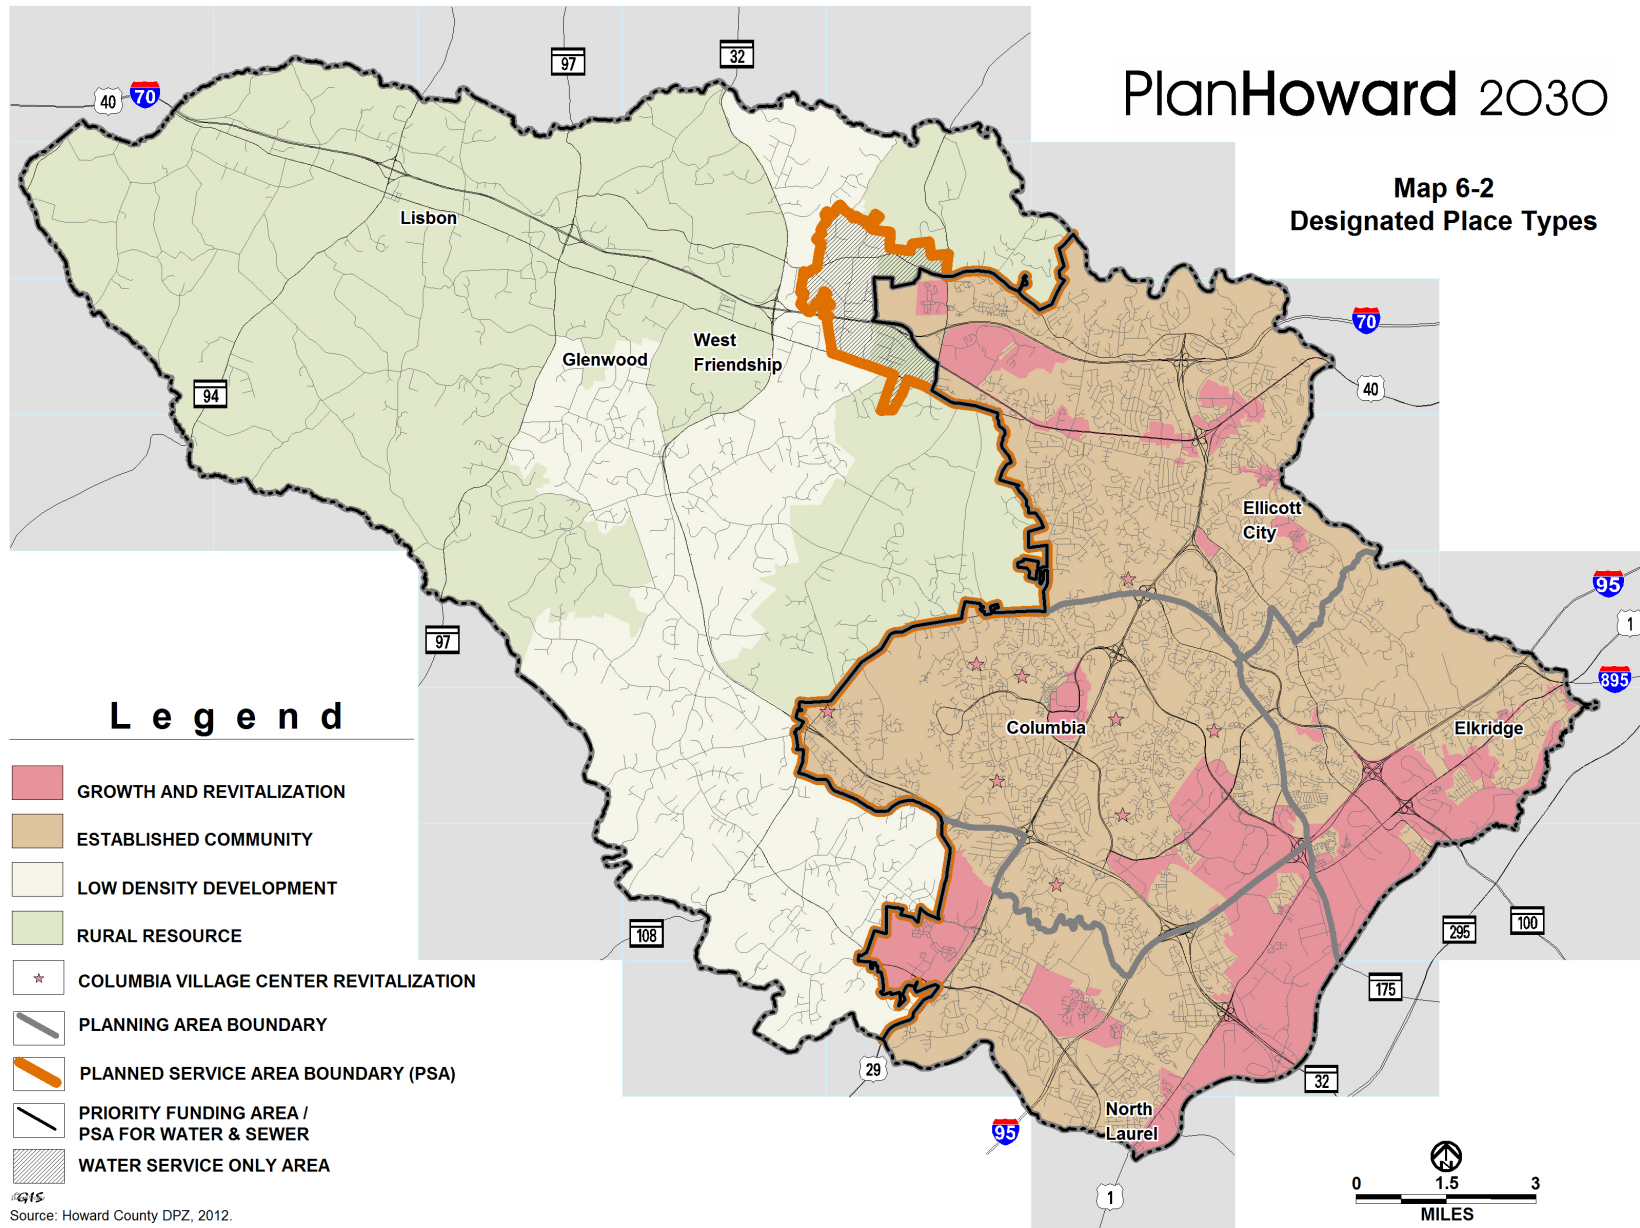 PlanHoward 2030
Map 6-2
Designated Place Types
40
70
97
32
Lisbon
West
Friendship
Glenwood
94
70
40
Ellicott
City
95
1
895
97
Columbia
Elkridge
108
295
100
175
29
32
95
North
Laurel
1
Legend
GROWTH AND REVITALIZATION
ESTABLISHED COMMUNITY
LOW DENSITY DEVELOPMENT
RURAL RESOURCE
COLUMBIA VILLAGE CENTER REVITALIZATION
PLANNING AREA BOUNDARY
PLANNED SERVICE AREA BOUNDARY (PSA)
PRIORITY FUNDING AREA /
PSA FOR WATER & SEWER
WATER SERVICE ONLY AREA
GIS
Source: Howard County DPZ, 2012.
N
0 1.5 3
MILES